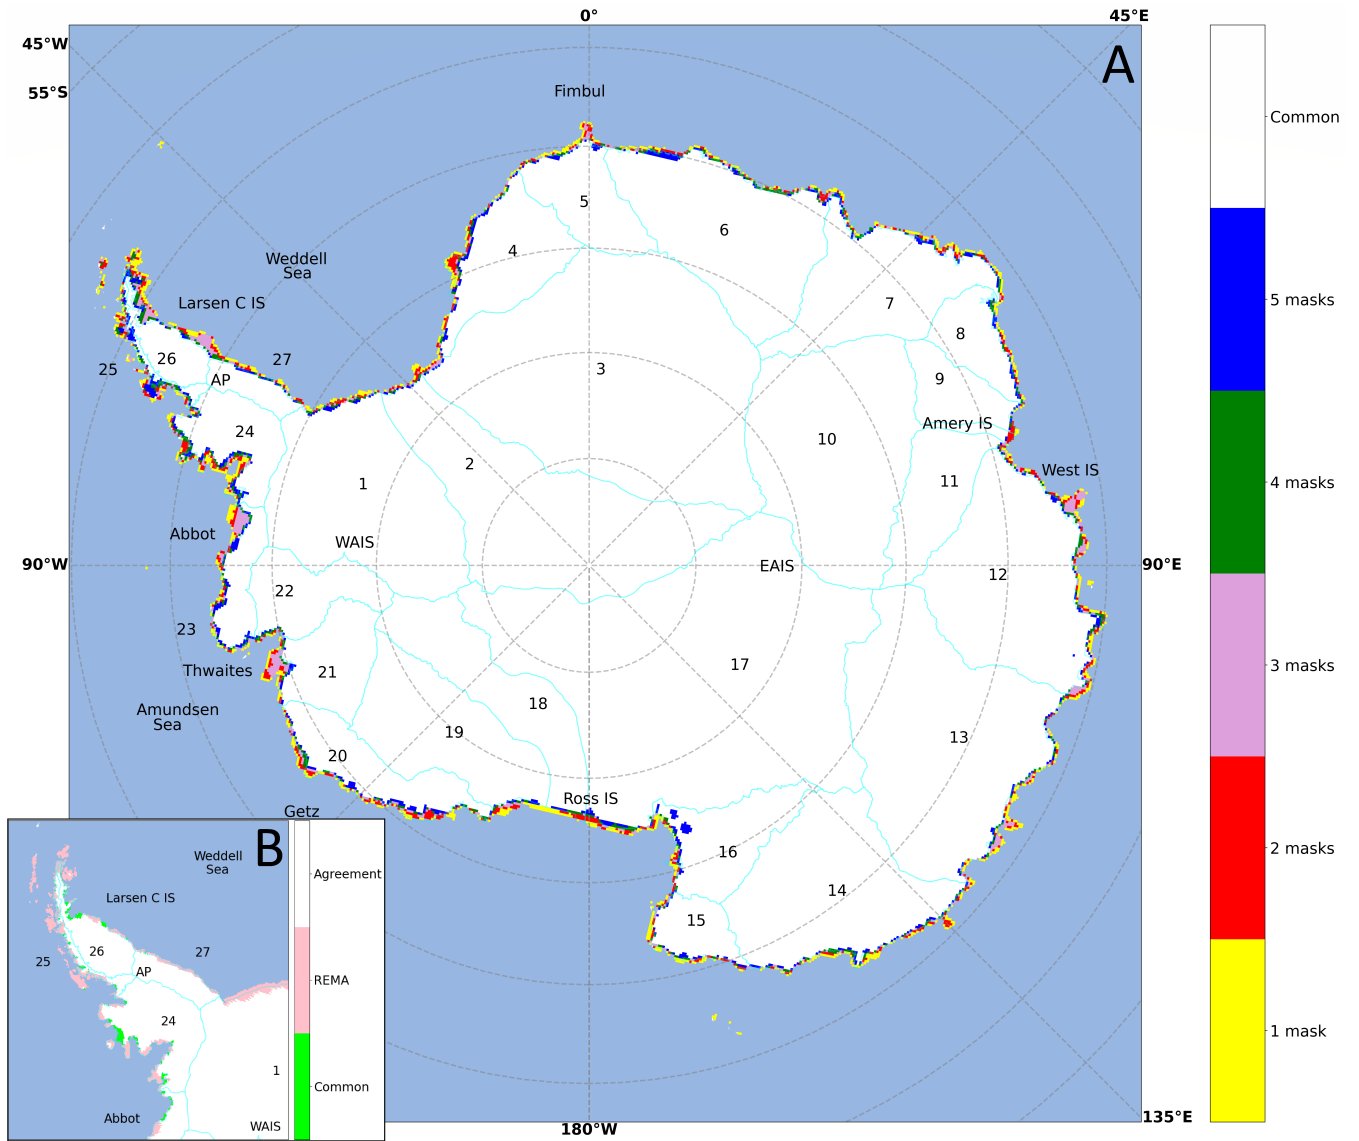 0°
45°E
45°W
A
55°S
Fimbul
Common
5
6
4
Weddell
Sea
5 masks
Larsen C IS
7
8
25
26
27
AP
3
9
Amery IS
24
10
2
West IS
1
11
4 masks
Abbot
WAIS
90°W
EAIS
90°E
12
22
23
Thwaites
21
17
3 masks
Amundsen
Sea
18
19
13
20
Ross IS
Getz
16
2 masks
14
15
B
Weddell
Sea
Agreement
Larsen C IS
25
26
27
AP
REMA
24
1
Common
Abbot
WAIS
1 mask
180°W
135°E